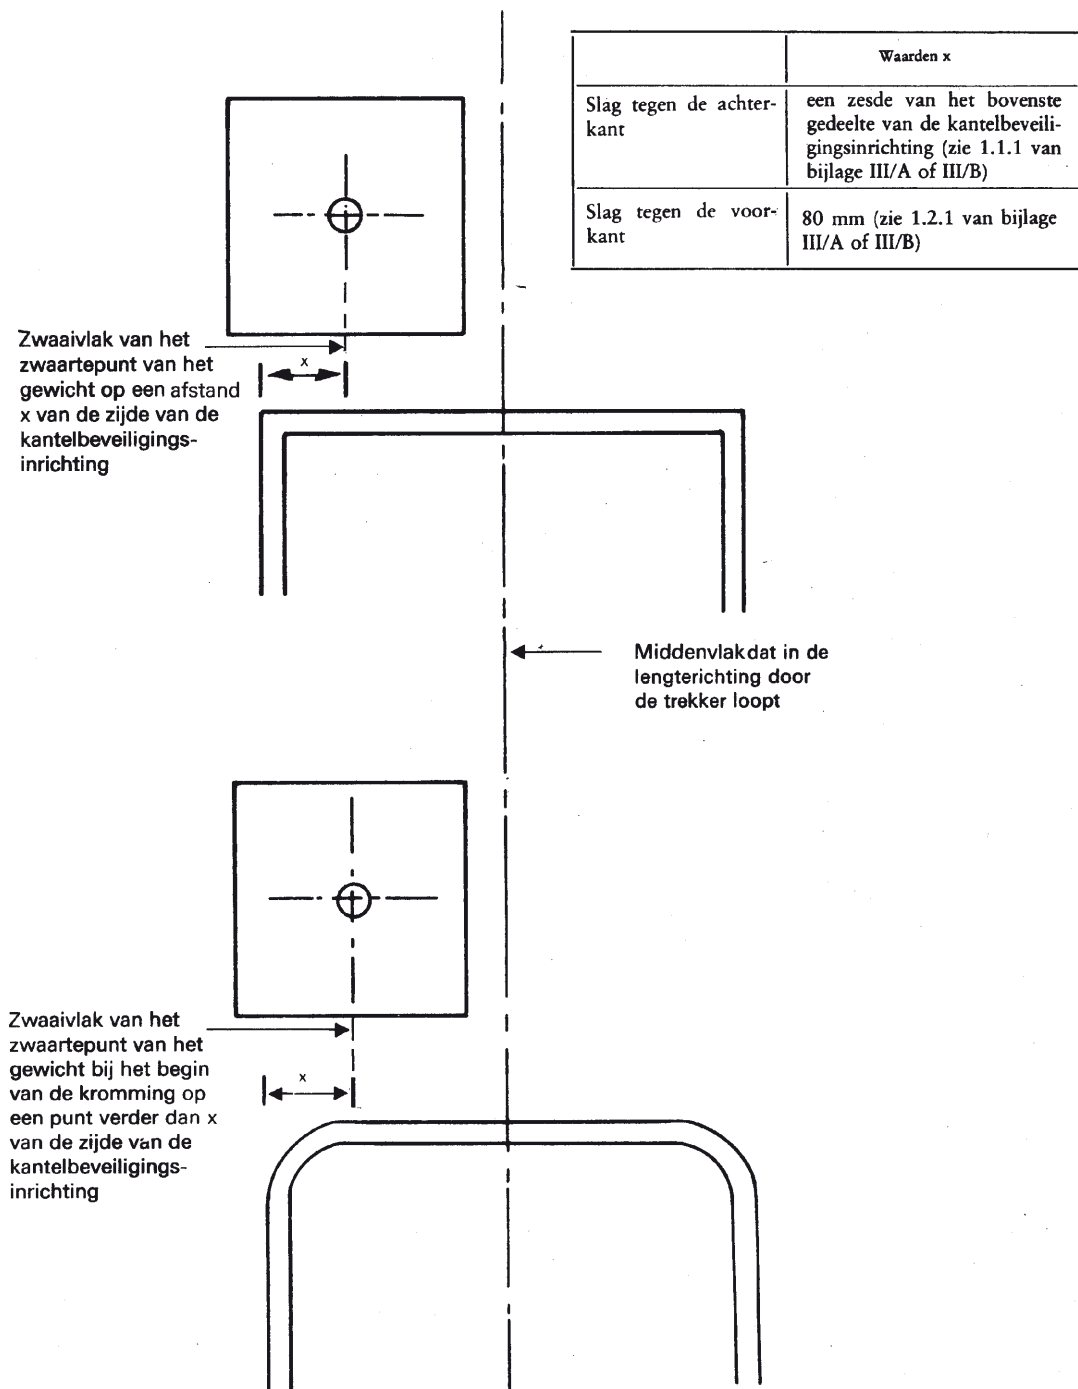 Waarden x
Slag tegen de achter-
kant
een zesde van het bovenste
gedeelte van de kantelbeveili-
gingsinrichting (zie 1.1.1 van
bijlage III/A of III/B)
Slag tegen de voor-
kant
80 mm (zie 1.2.1 van bijlage
III/A of III/B)
Zwaaivlak van het
zwaartepunt van het
gewicht op een afstand
x van de zijde van de
kantelbeveiligings-
inrichting
x
Middenvlak dat in de
lengterichting door
de trekker loopt
Zwaaivlak van het
zwaartepunt van het
gewicht bij het begin
van de kromming op
een punt verder dan x
van de zijde van de
kantelbeveiligings-
inrichting
x